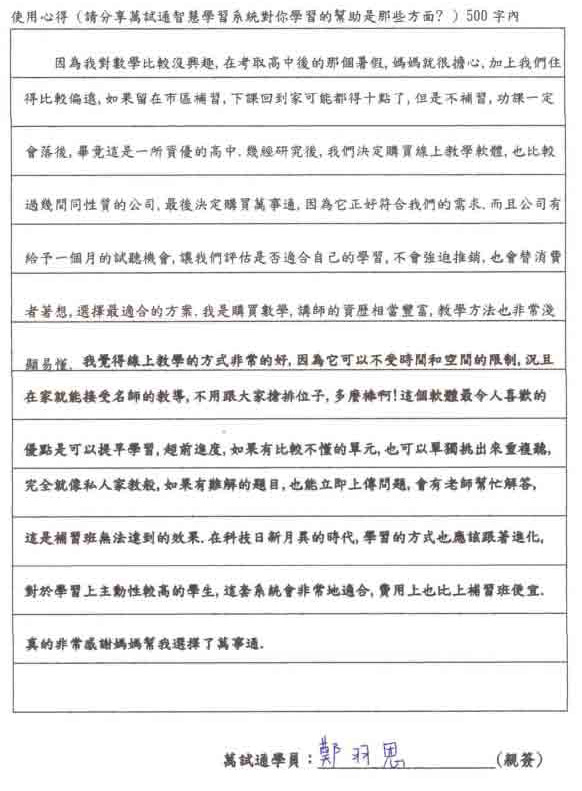 使用心得（請分享萬試通智慧學習系統對你學習的幫助是那些方面？）500 字內
因為我對數學比較沒興趣,在考取高中後的那個暑假,媽媽就很擔心,加上我們住
得比較偏遠,如果留在市區補習,下課回到家可能都得十點了,但是不補習,功課一定
會落後,畢竟這是一所資優的高中.幾經研究後,我們決定購買線上教學軟體,也比較
過幾間同性質的公司,最後決定購買萬事通,因為它正好符合我們的需求.而且公司有
給予一個月的試聽機會,讓我們評估是否適合自己的學習,不會強迫推銷,也會替消費
者著想,選擇最適合的方案.我是購買數學,講師的資歷相當豐富,教學方法也非常淺
顯易懂. 我覺得線上教學的方式非常的好,因為它可以不受時間和空間的限制,況且
在家就能接受名師的教導,不用跟大家搶排位子,多麼棒啊!這個軟體最令人喜歡的
優點是可以提早學習,超前進度,如果有比較不懂的單元,也可以單獨挑出來重複聽,
完全就像私人家教般,如果有難解的題目,也能立即上傳問題,會有老師幫忙解答,
這是補習班無法達到的效果.在科技日新月異的時代,學習的方式也應該跟著進化,
對於學習上主動性較高的學生,這套系統會非常地適合,費用上也比上補習班便宜.
真的非常感謝媽媽幫我選擇了萬事通.
萬試通學員：鄭羽恩(親簽)